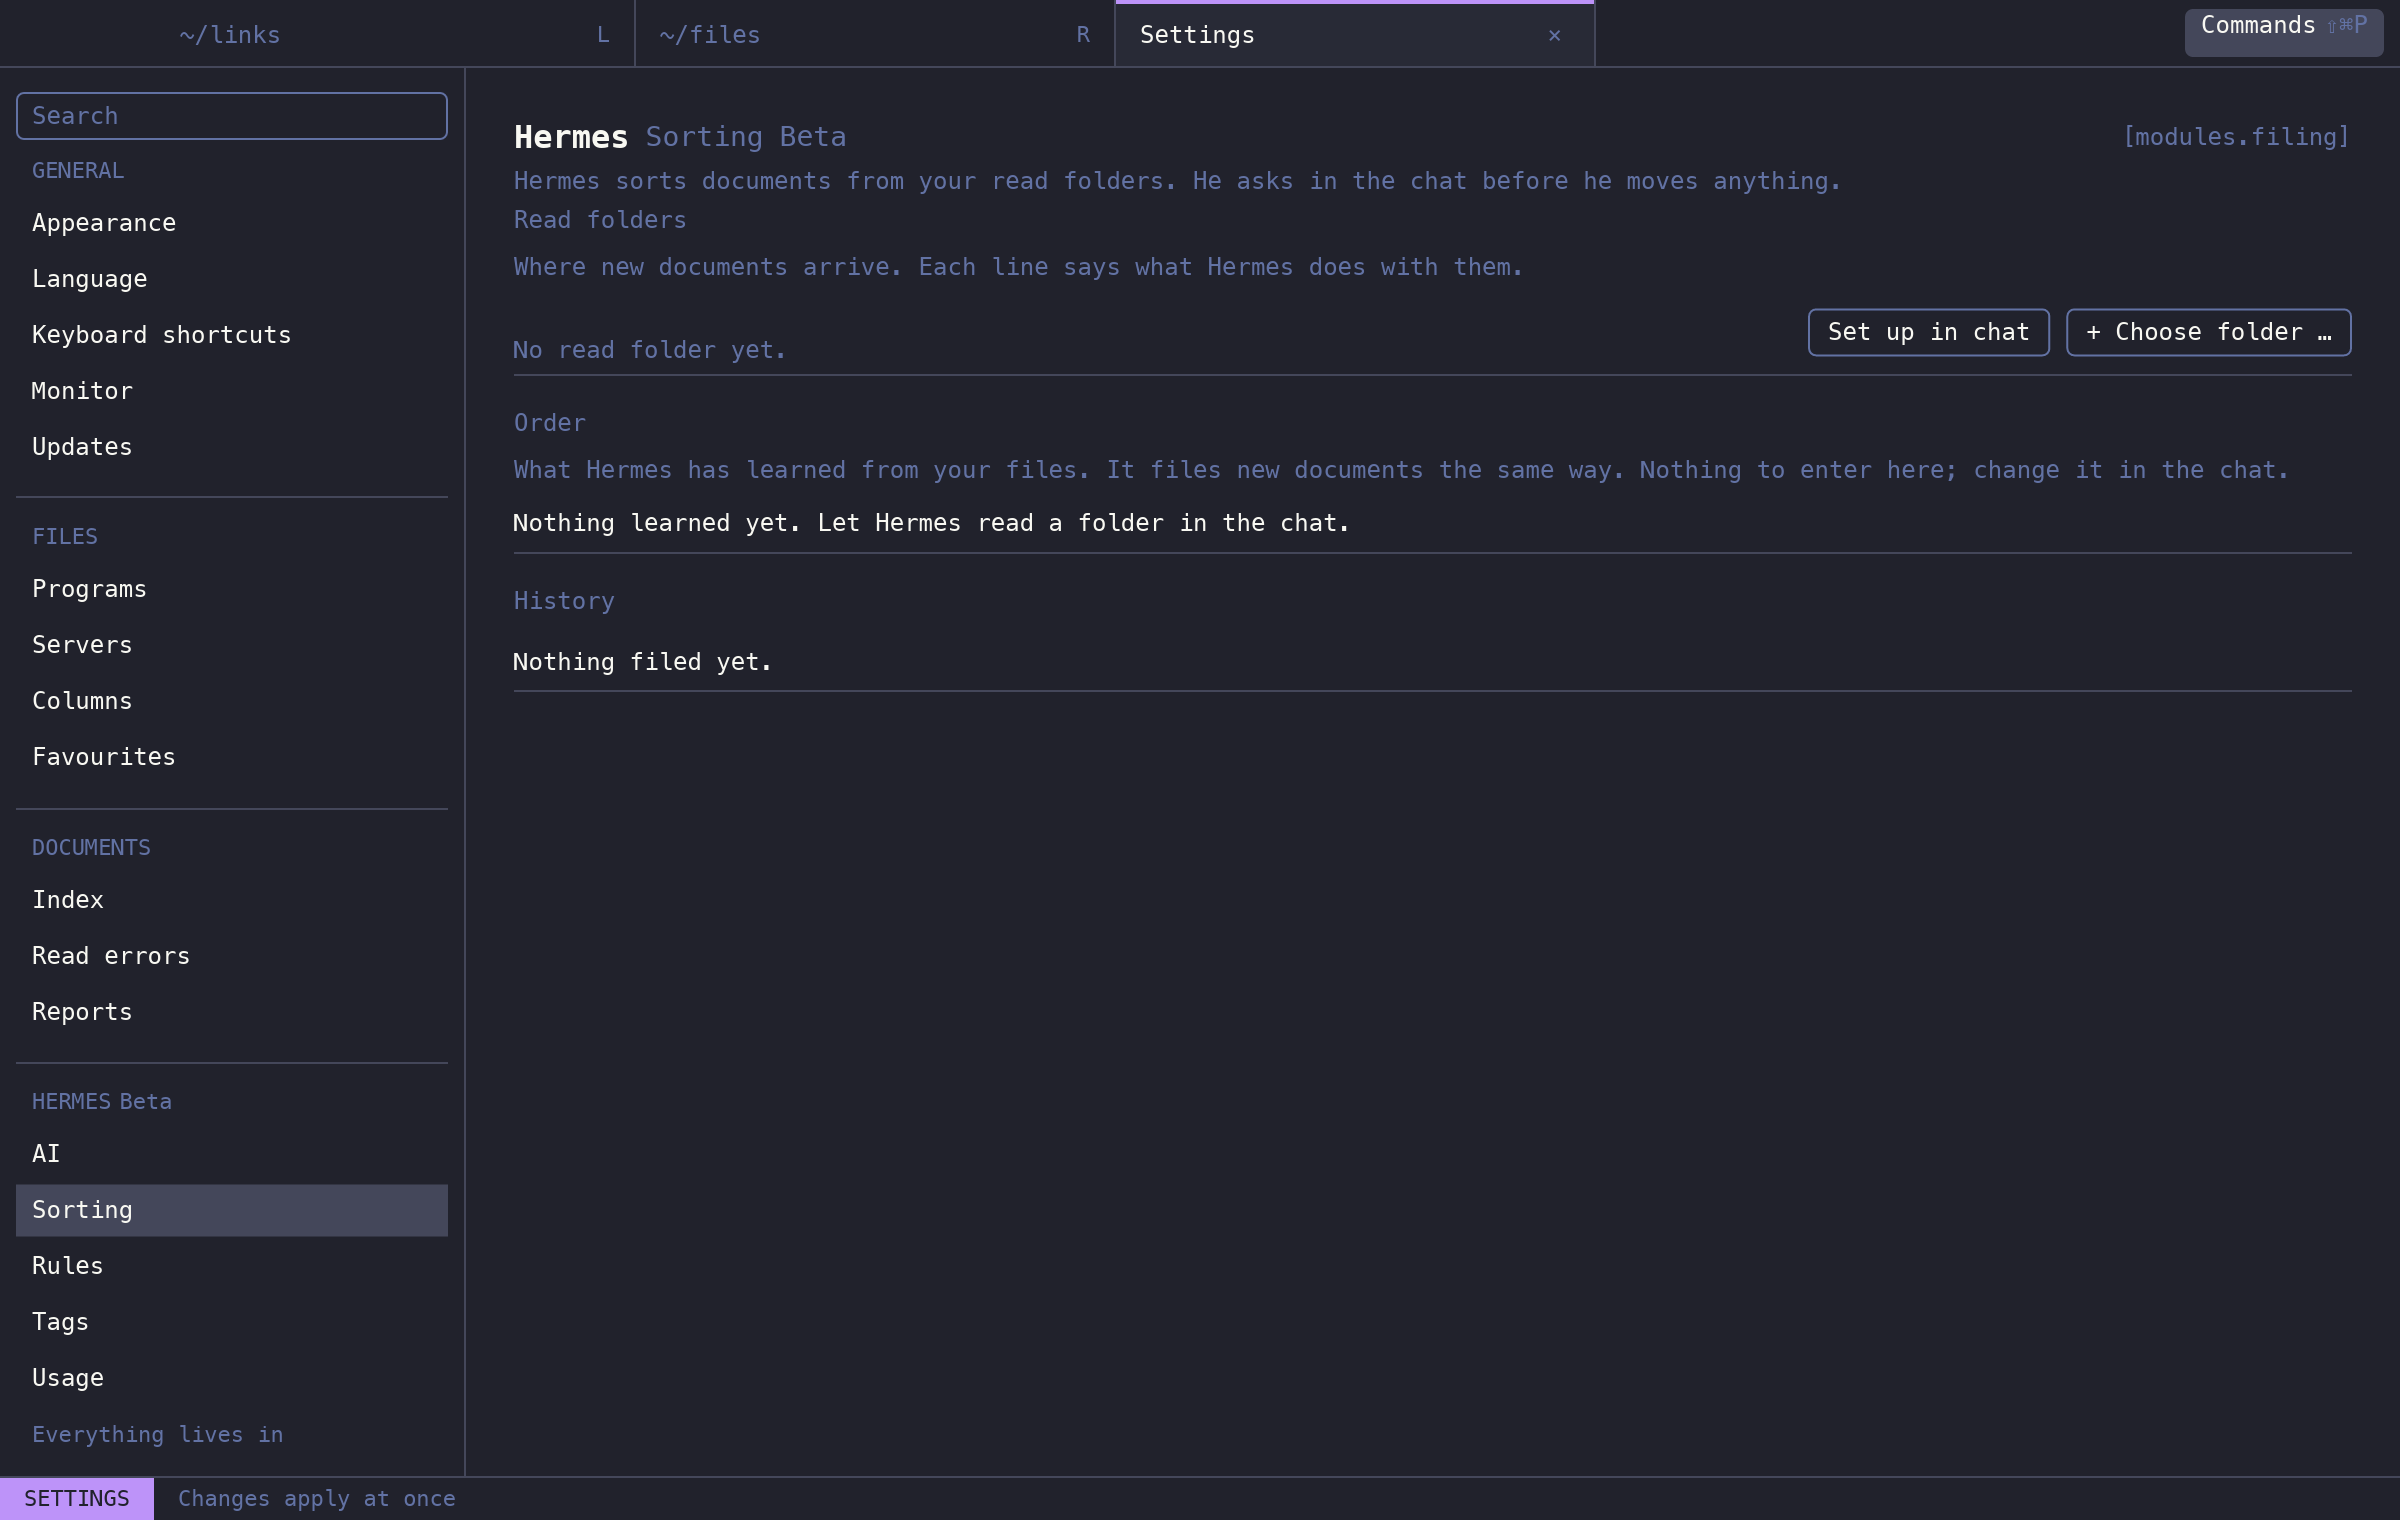 ~/links L ~/files R Settings × Commands ⇧⌘P
Search
GENERAL
Appearance
Language
Keyboard shortcuts
Monitor
Updates
FILES
Programs
Servers
Columns
Favourites
DOCUMENTS
Index
Read errors
Reports
HERMES Beta
AI
Sorting
Rules
Tags
Usage
Everything lives in
Hermes Sorting Beta [modules.filing]
Hermes sorts documents from your read folders. He asks in the chat before he moves anything.
Read folders
Where new documents arrive. Each line says what Hermes does with them.
No read folder yet. Set up in chat + Choose folder …
Order
What Hermes has learned from your files. It files new documents the same way. Nothing to enter here; change it in the chat.
Nothing learned yet. Let Hermes read a folder in the chat.
History
Nothing filed yet.
SETTINGS Changes apply at once